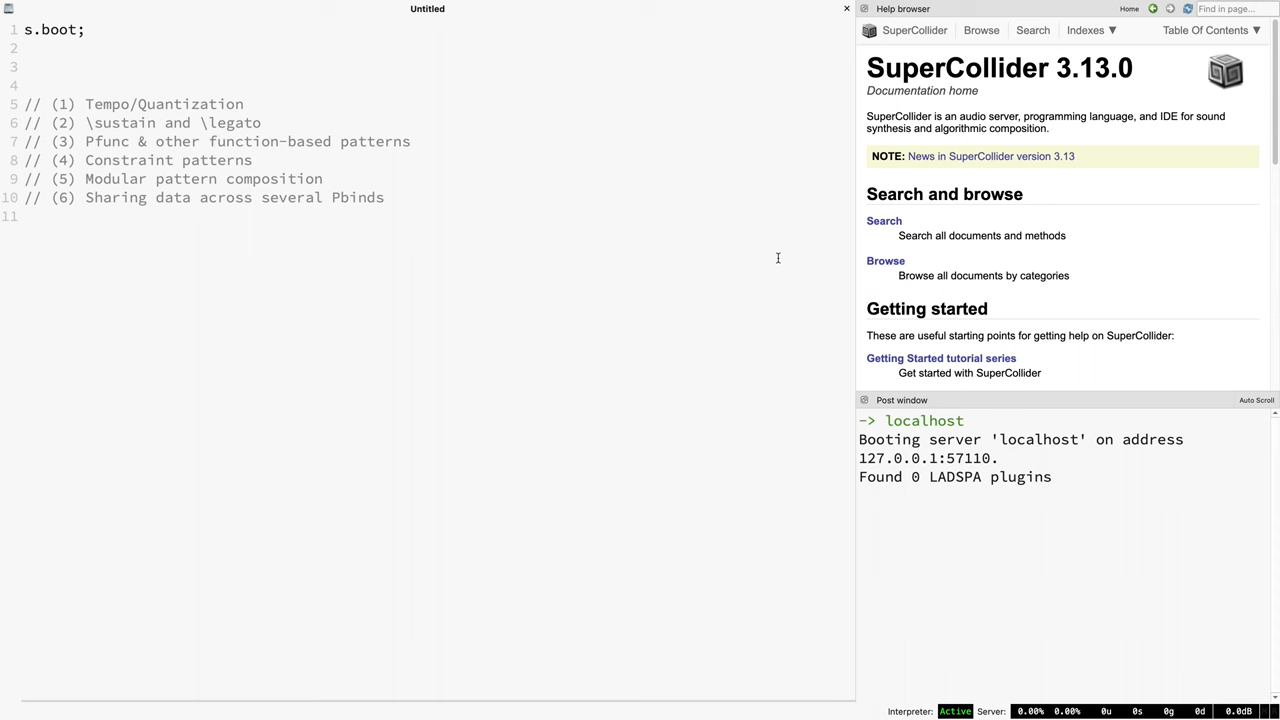 Untitled
1 s.boot;
2
3
4
5 // (1) Tempo/Quantization
6 // (2) \sustain and \legato
7 // (3) Pfunc & other function-based patterns
8 // (4) Constraint patterns
9 // (5) Modular pattern composition
10 // (6) Sharing data across several Pbinds
11
Help browser
Home
Find in page...
SuperCollider Browse Search Indexes ▼ Table Of Contents ▼
SuperCollider 3.13.0
Documentation home
SuperCollider is an audio server, programming language, and IDE for sound
synthesis and algorithmic composition.
NOTE: News in SuperCollider version 3.13
Search and browse
Search
Search all documents and methods
Browse
Browse all documents by categories
Getting started
These are useful starting points for getting help on SuperCollider:
Getting Started tutorial series
Get started with SuperCollider
Post window Auto Scroll
-> localhost
Booting server 'localhost' on address
127.0.0.1:57110.
Found 0 LADSPA plugins
Interpreter: Active Server: 0.00% 0.00% 0u 0s 0g 0d 0.0dB